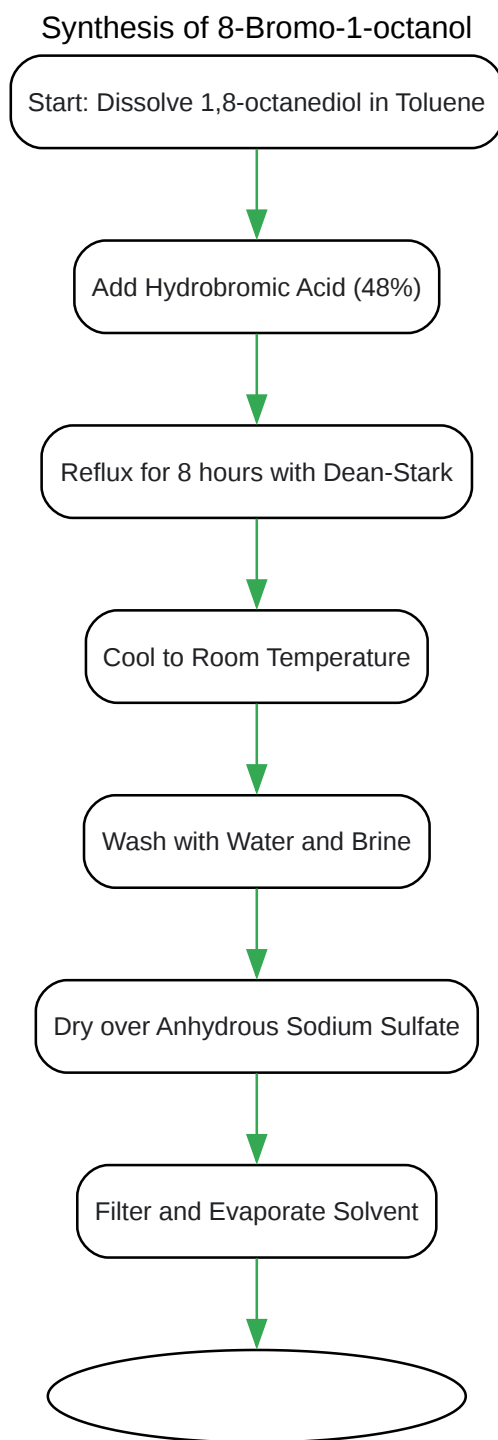 Synthesis of 8-Bromo-1-octanol
Start: Dissolve 1,8-octanediol in Toluene
Add Hydrobromic Acid (48%)
Reflux for 8 hours with Dean-Stark
Cool to Room Temperature
Wash with Water and Brine
Dry over Anhydrous Sodium Sulfate
Filter and Evaporate Solvent